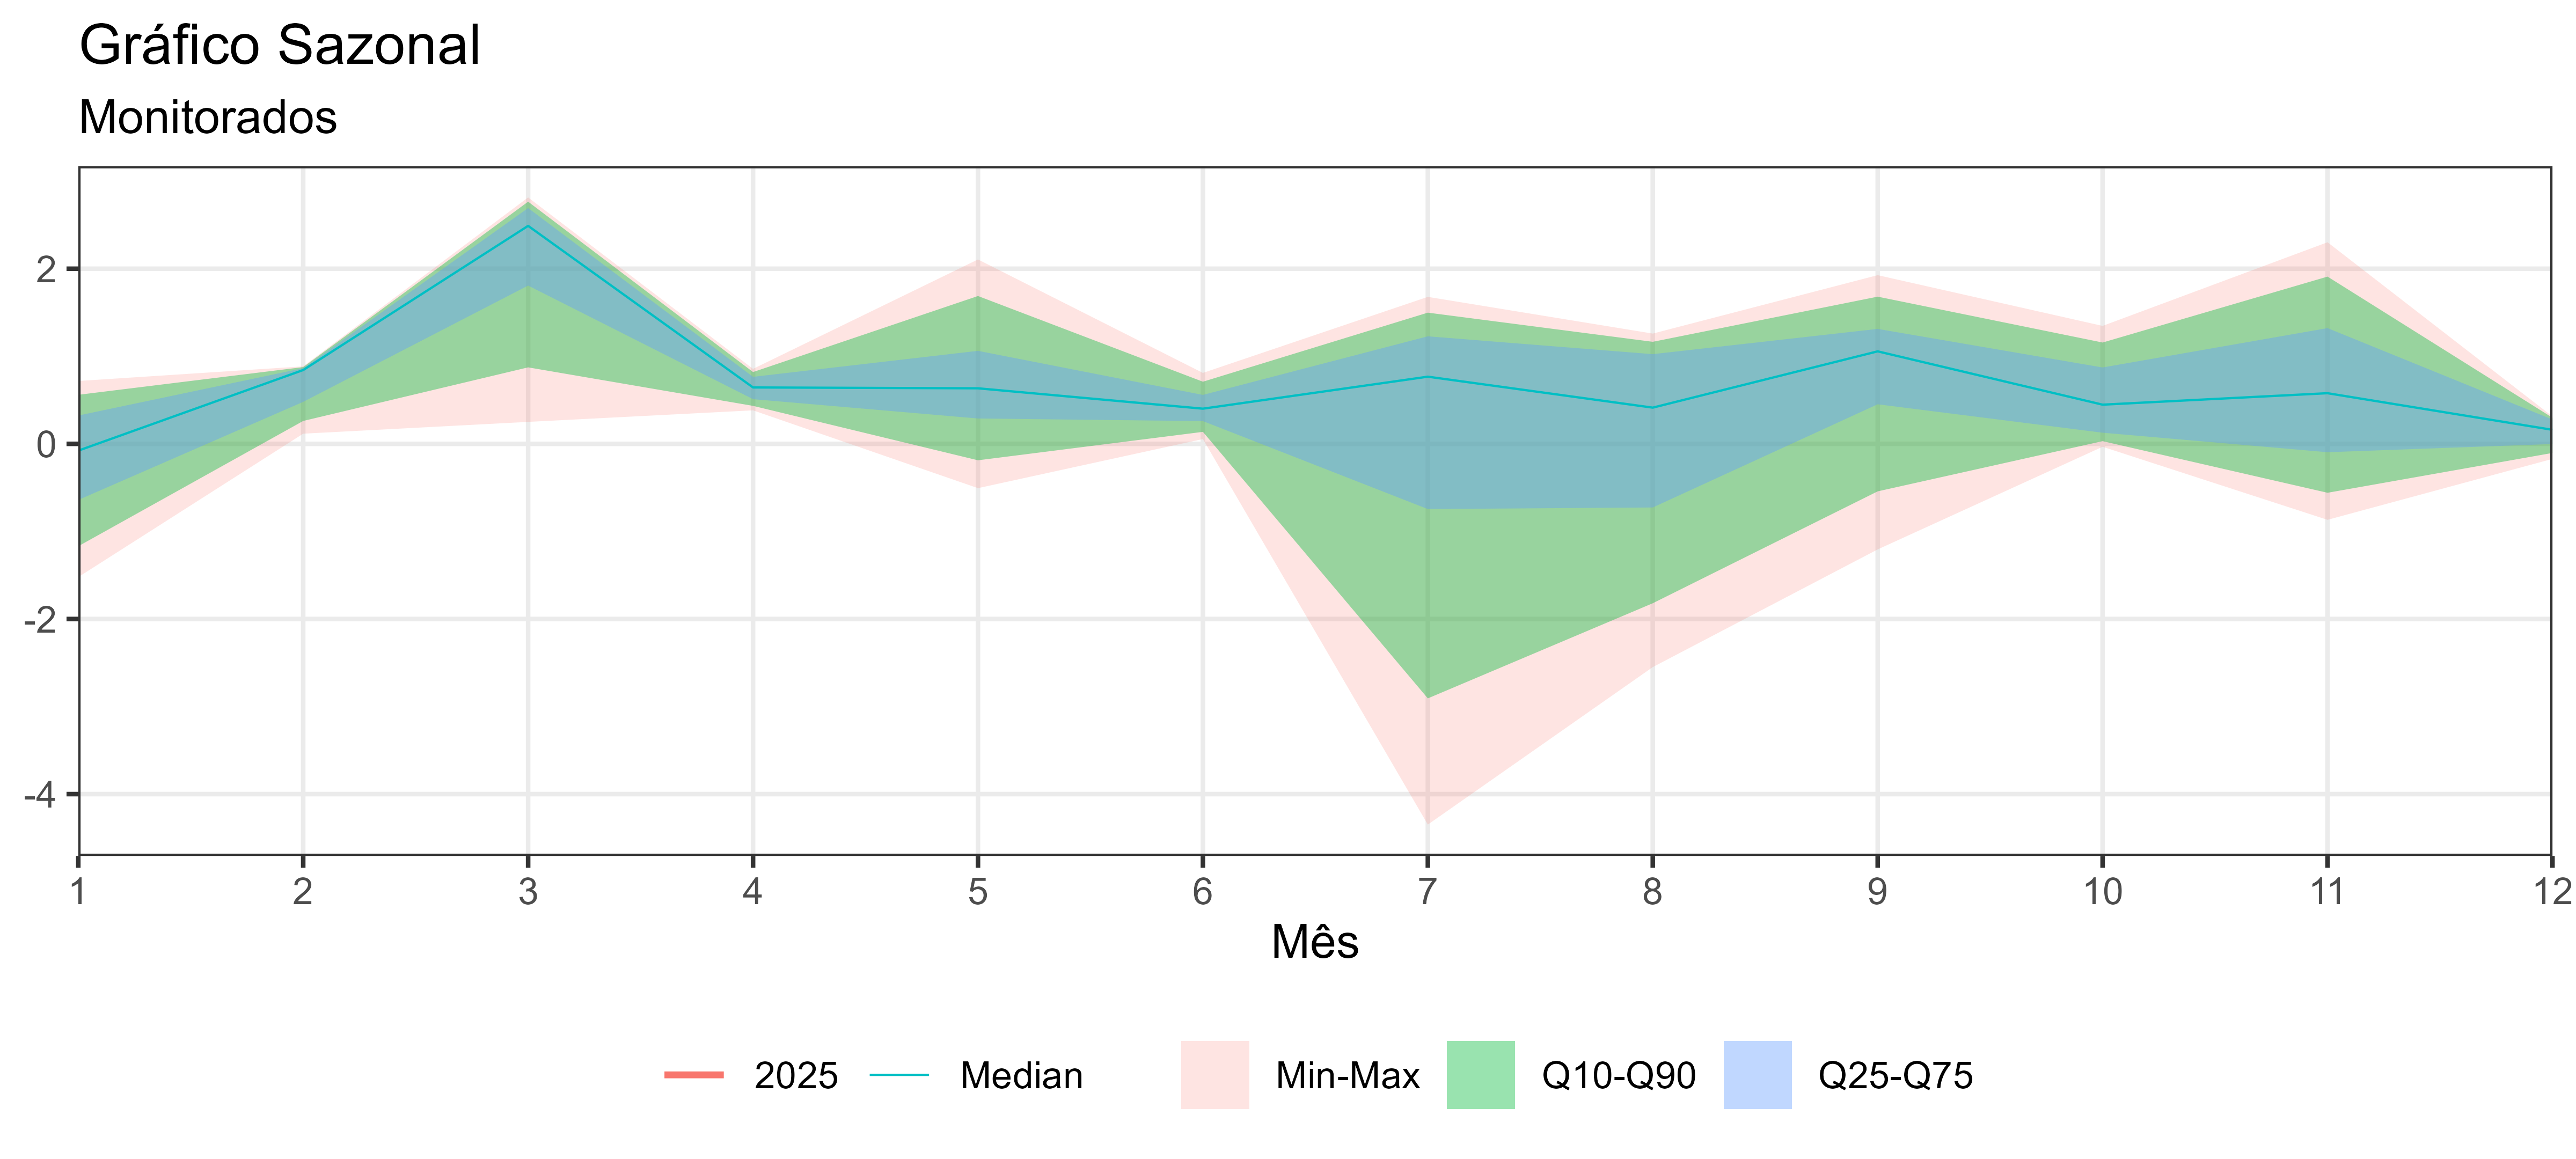 Gráfico Sazonal
Monitorados
2
0
-2
-4
1 2 3 4 5 6 7 8 9 10 11 12
Mês
2025 Median Min-Max Q10-Q90 Q25-Q75